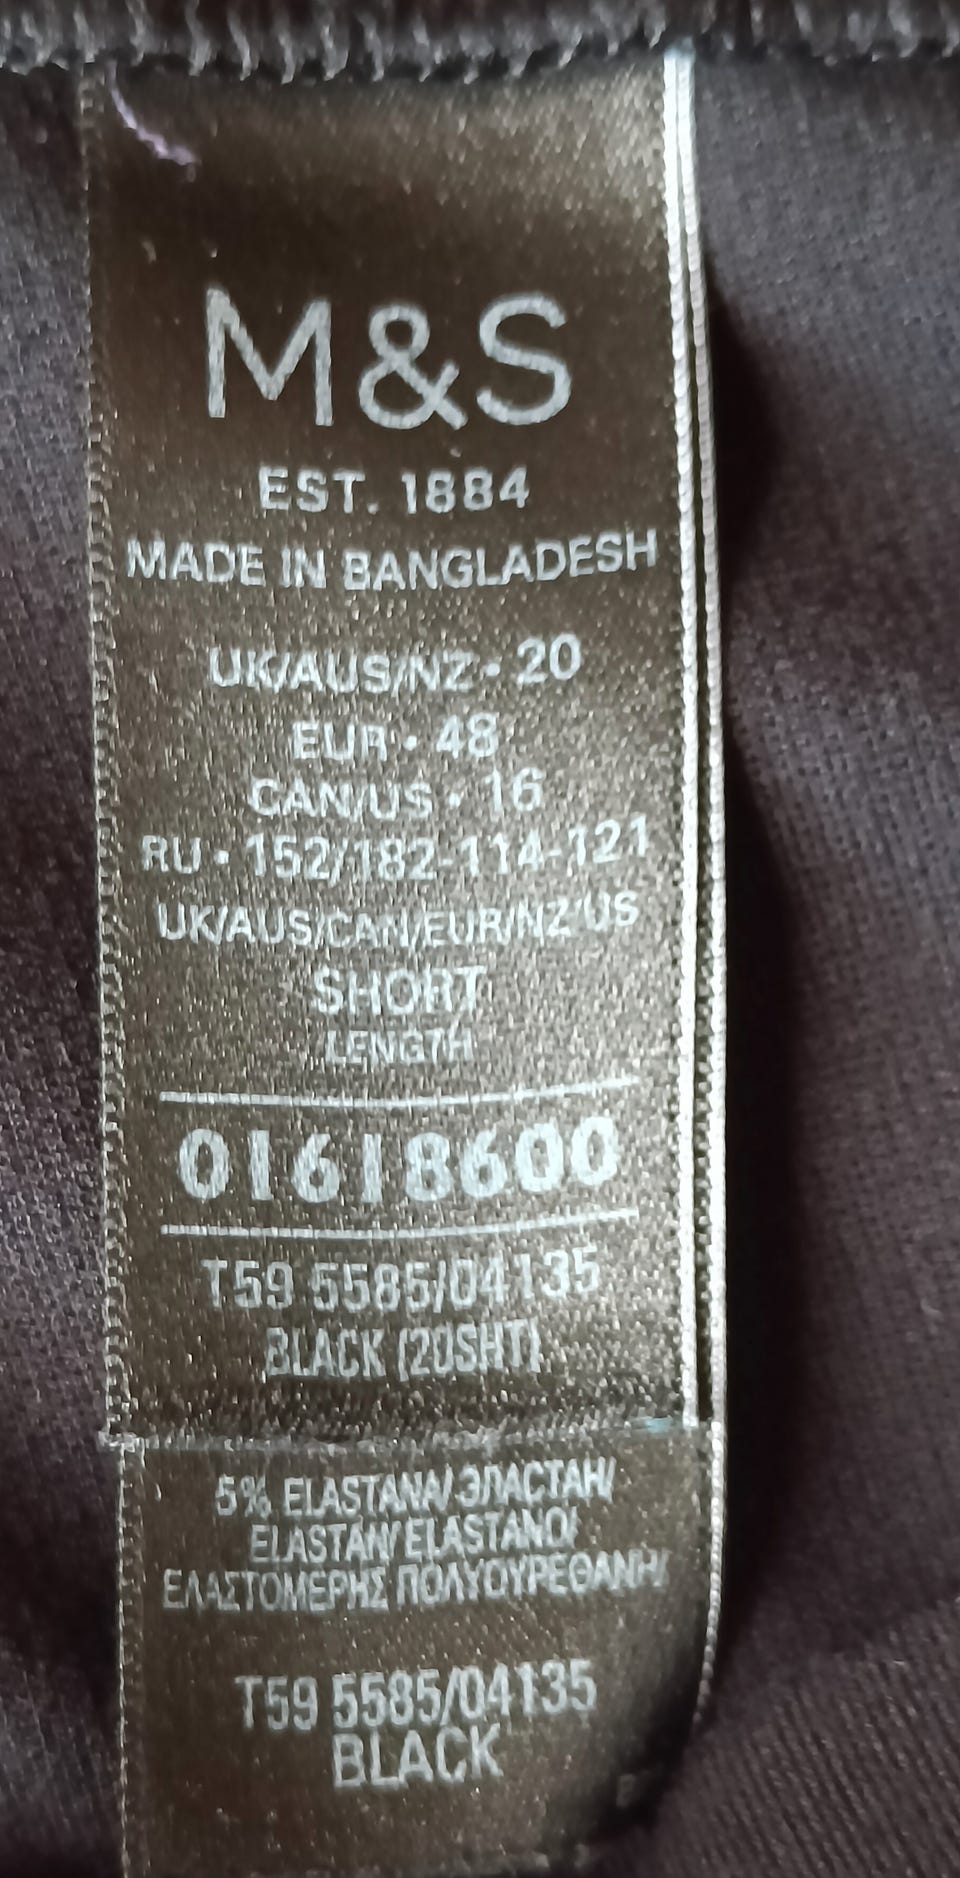 M&S
EST. 1884
MADE IN BANGLADESH
UK/AUS/NZ • 20
EUR • 48
CAN/US • 16
RU • 152/182-114-121
UK/AUS/CAN/EUR/NZ/US
SHORT
LENGTH
01618600
T59 5585/04135
BLACK (20SHT)
5% ELASTANA/ЭЛАСТАН/
ELASTAN/ELASTANO/
ΕΛΑΣΤΟΜΕΡΗΣ ΠΟΛΥΟΥΡΕΘΑΝΗ/
T59 5585/04135
BLACK